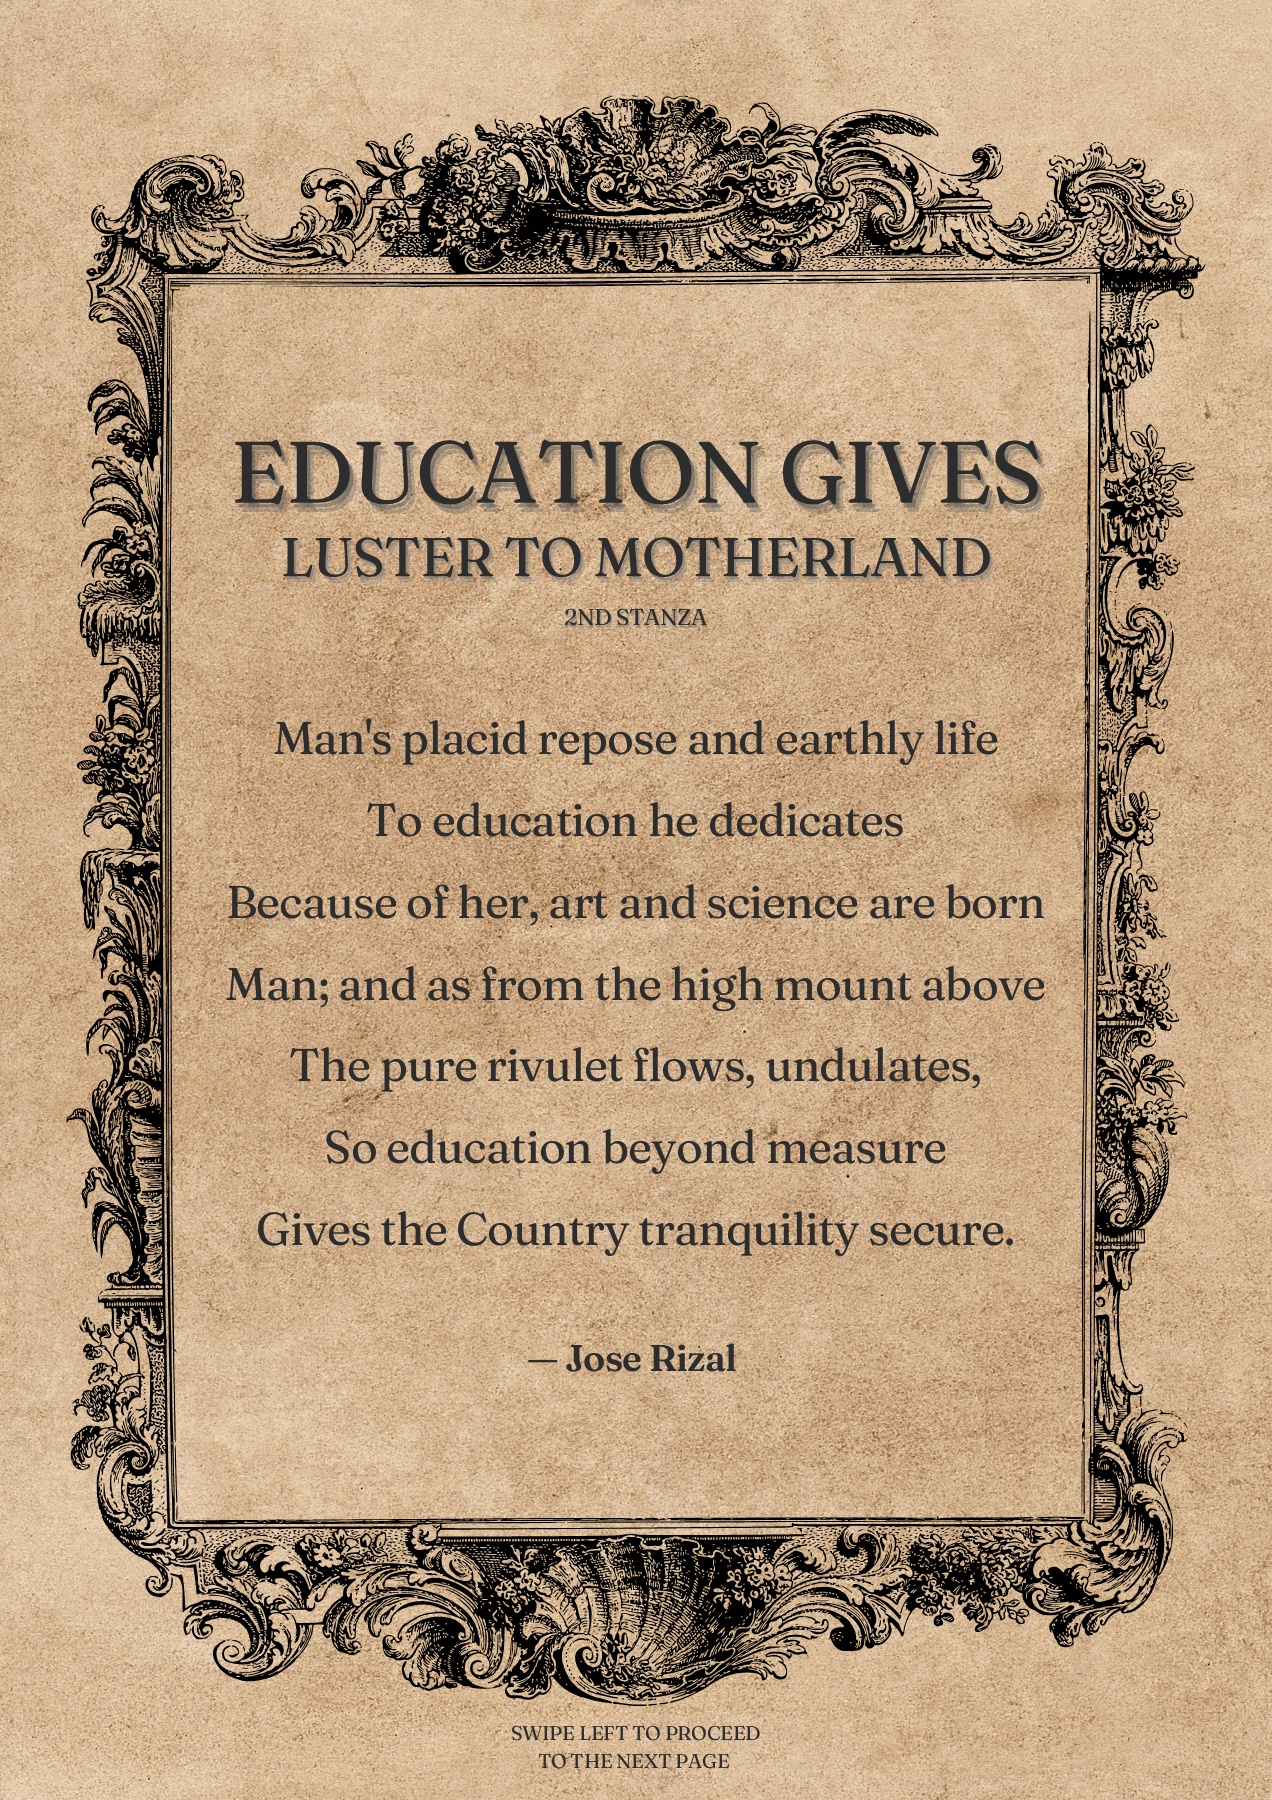 EDUCATION GIVES
LUSTER TO MOTHERLAND
2ND STANZA
Man's placid repose and earthly life
To education he dedicates
Because of her, art and science are born
Man; and as from the high mount above
The pure rivulet flows, undulates,
So education beyond measure
Gives the Country tranquility secure.
— Jose Rizal
SWIPE LEFT TO PROCEED
TO THE NEXT PAGE